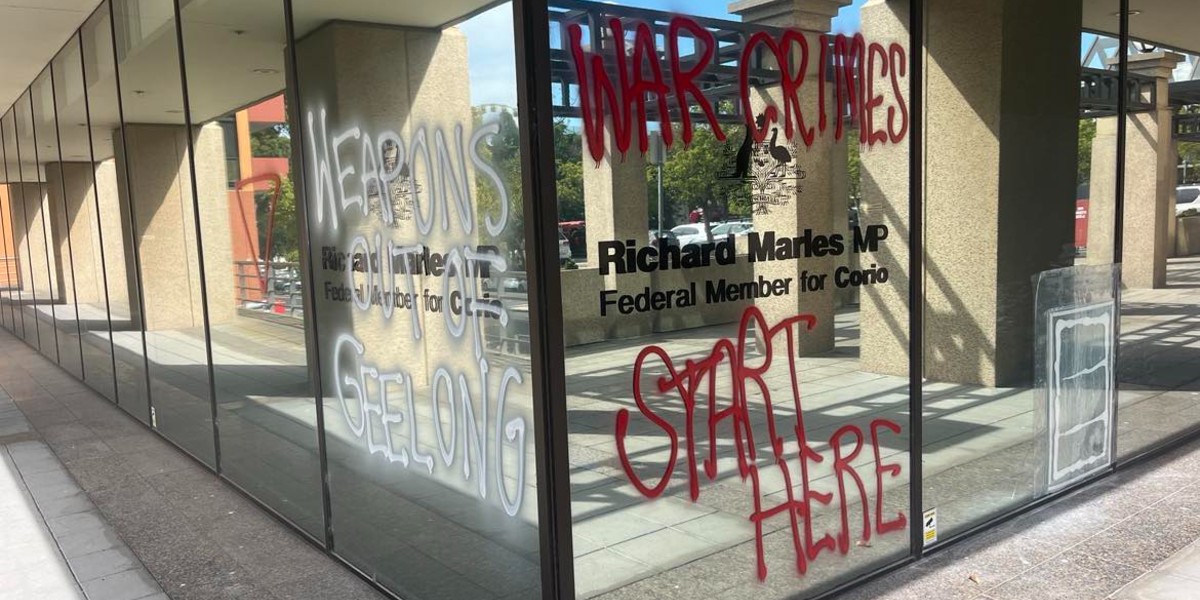 WEAPONS
OUT OF
GEELONG
Richard Marles MP
Federal Member for Corio
WAR CRIMES
Richard Marles MP
Federal Member for Corio
START
HERE